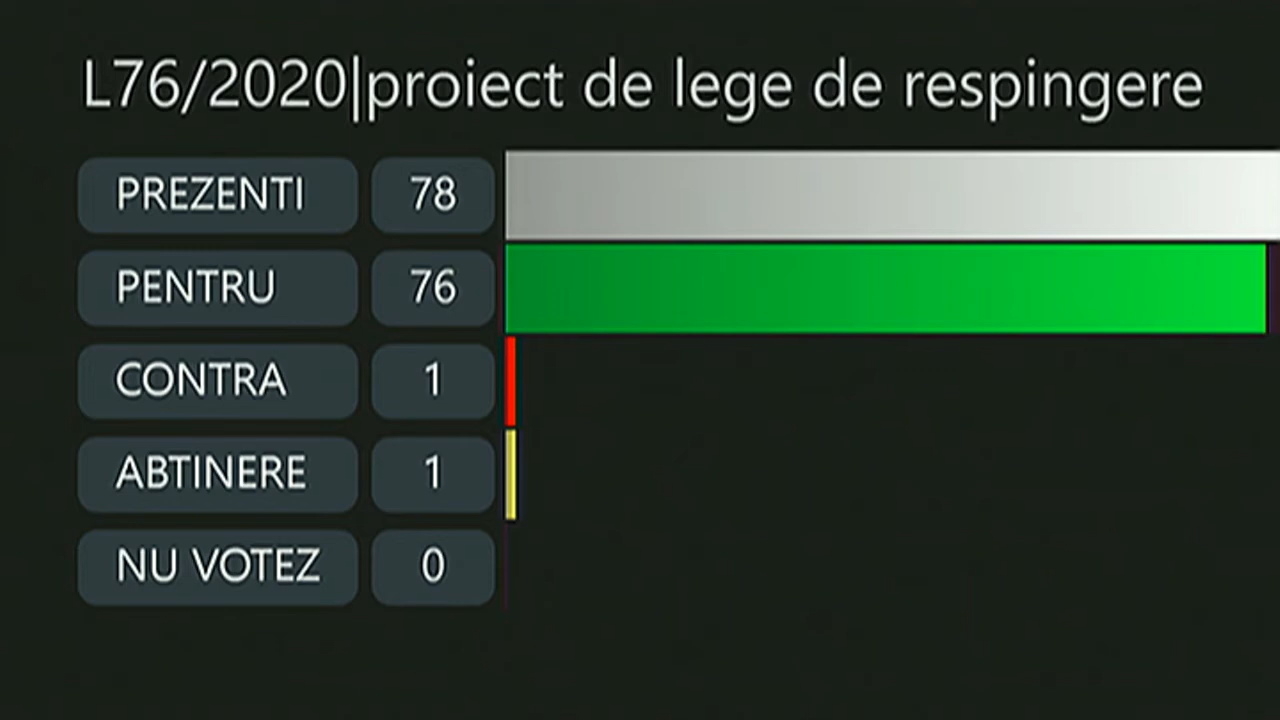 L76/2020|proiect de lege de respingere
PREZENTI 78
PENTRU 76
CONTRA 1
ABTINERE 1
NU VOTEZ 0